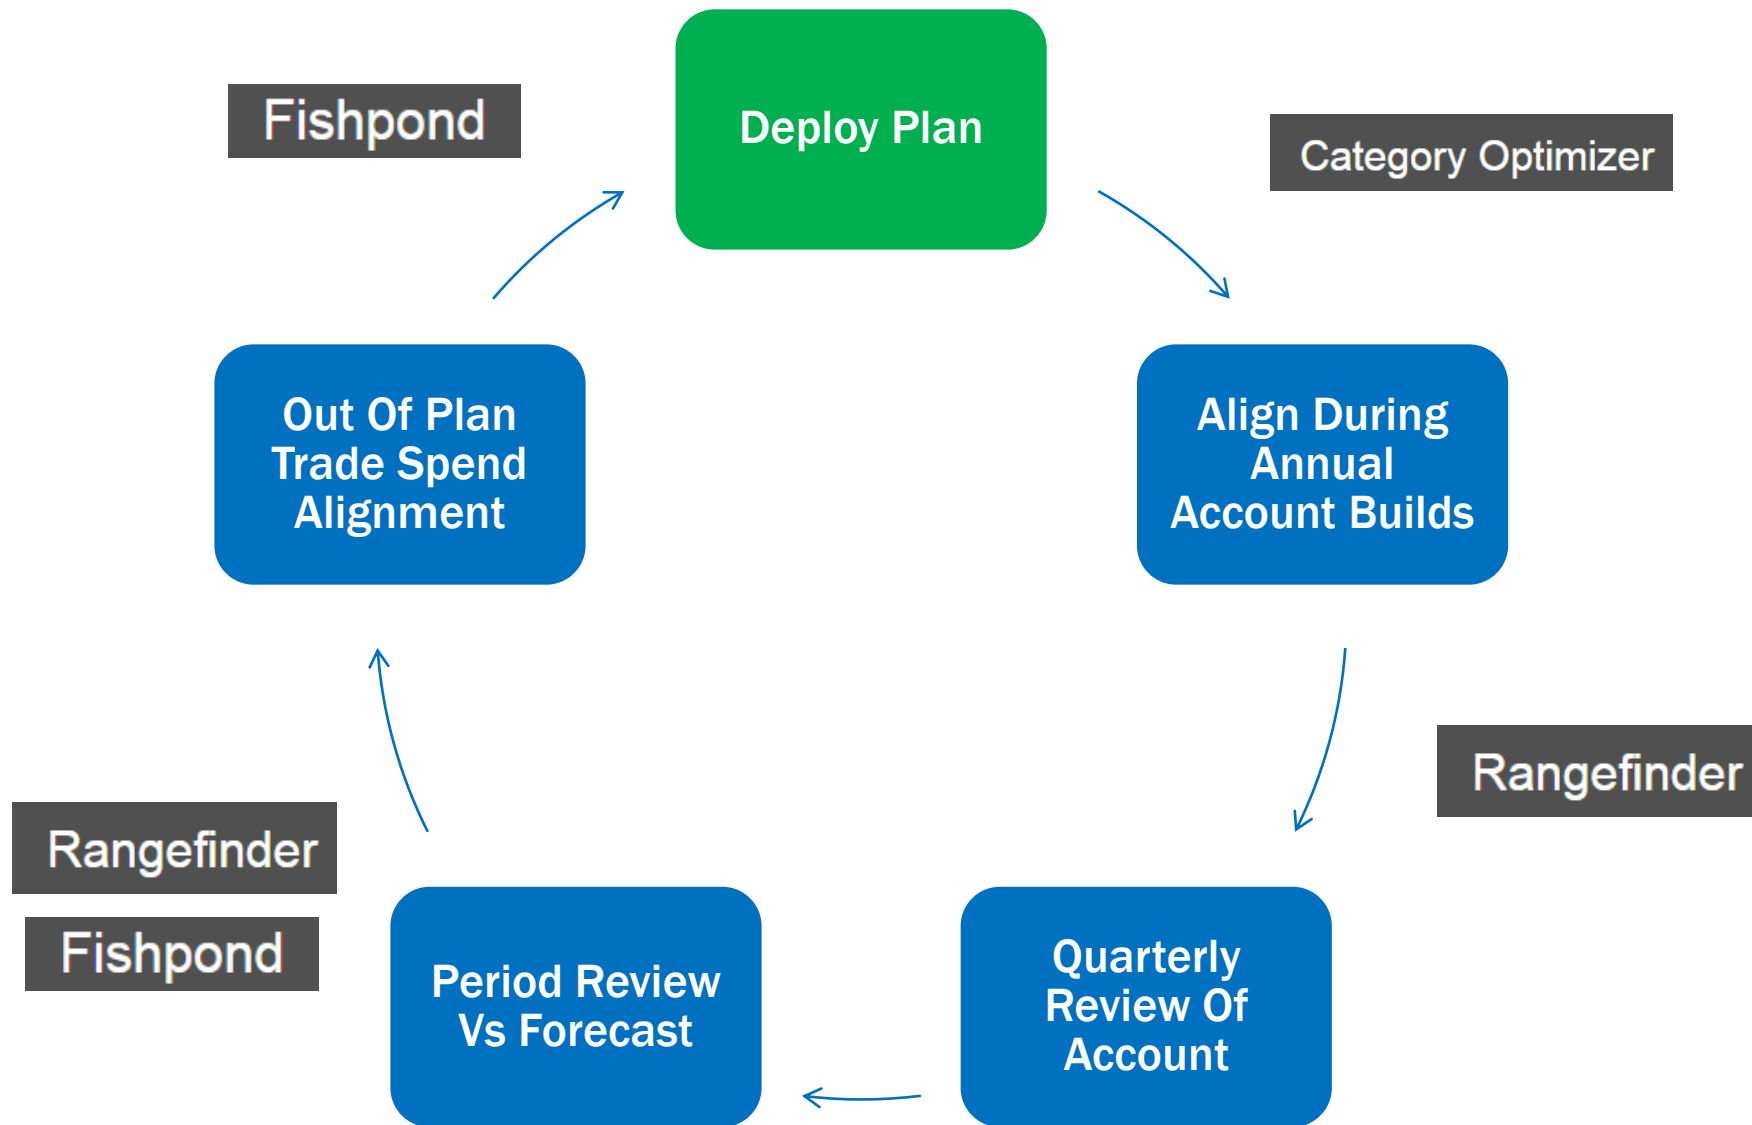 Deploy Plan
Fishpond
Category Optimizer
Out Of Plan
Trade Spend
Alignment
Align During
Annual
Account Builds
Rangefinder
Rangefinder
Fishpond
Period Review
Vs Forecast
Quarterly
Review Of
Account